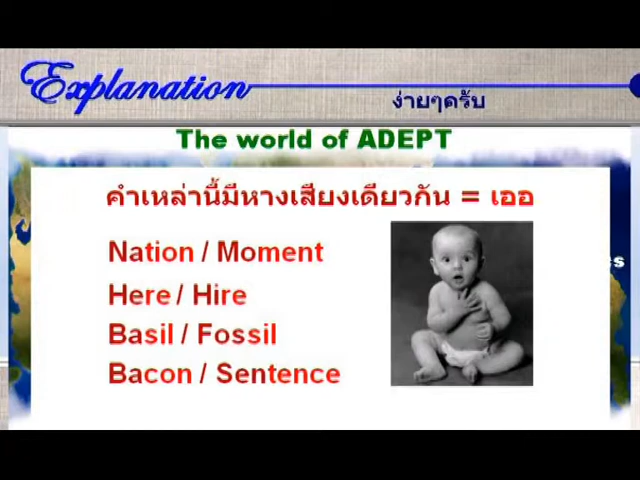 Explanation
ง่ายๆครับ
The world of ADEPT
คำเหล่านี้มีหางเสียงเดียวกัน = เออ
Nation / Moment
Here / Hire
Basil / Fossil
Bacon / Sentence